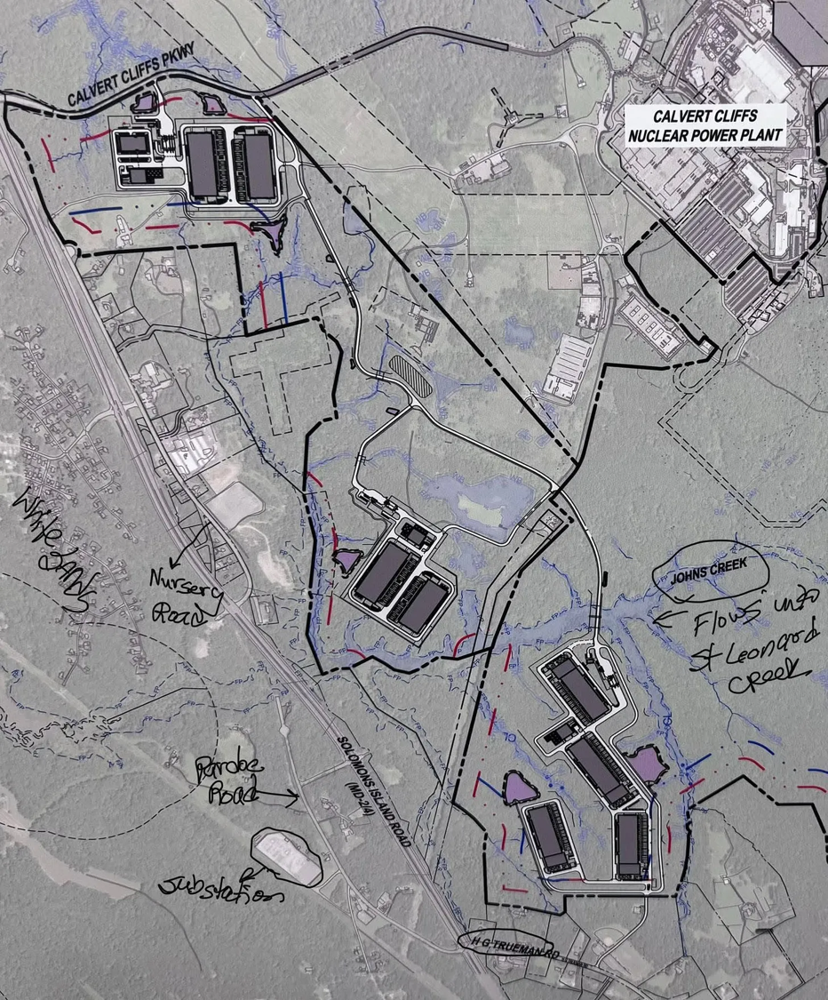 CALVERT CLIFFS PKWY
CALVERT CLIFFS
NUCLEAR POWER PLANT
White SANDS
Nursery
Road
JOHNS CREEK
Flows into
St Leonard
Creek
SOLOMONS ISLAND ROAD
(MD-2/4)
Pardoe
Road
Substation
H G TRUEMAN RD